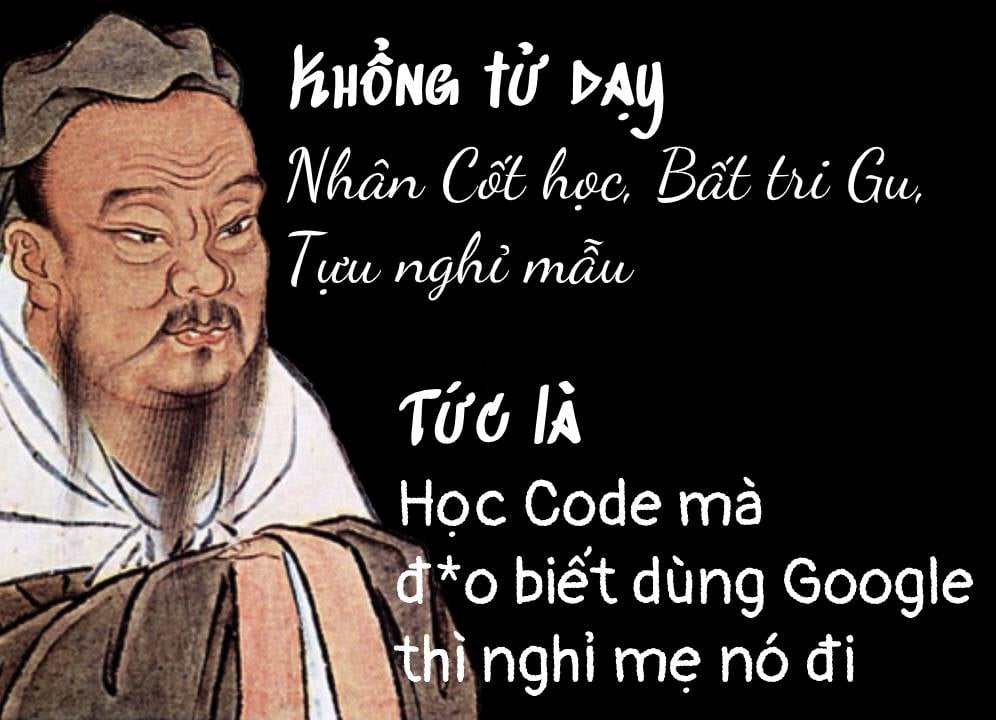 Khổng tử dạy
Nhân Cốt học, Bất tri Gu,
Tựu nghỉ mẫu
Tức là
Học Code mà
đ*o biết dùng Google
thì nghỉ mẹ nó đi